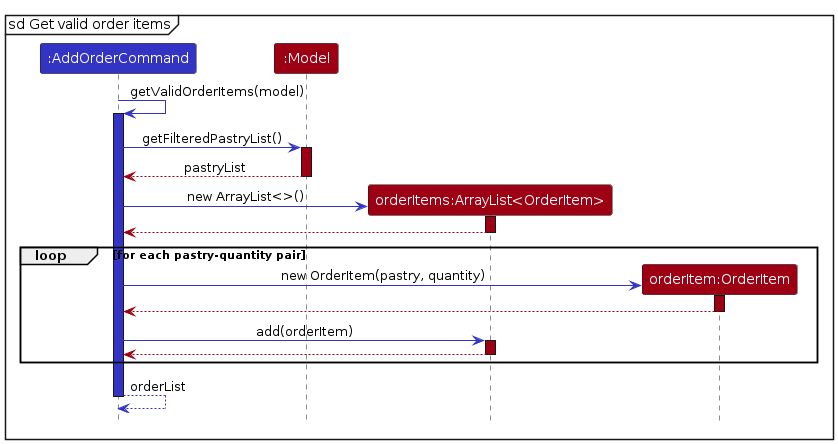 sd Get valid order items
:AddOrderCommand
:Model
getValidOrderItems(model)
getFilteredPastryList()
pastryList
new ArrayList<>()
orderItems:ArrayList<OrderItem>
loop
[for each pastry-quantity pair]
new OrderItem(pastry, quantity)
orderItem:OrderItem
add(orderItem)
orderList